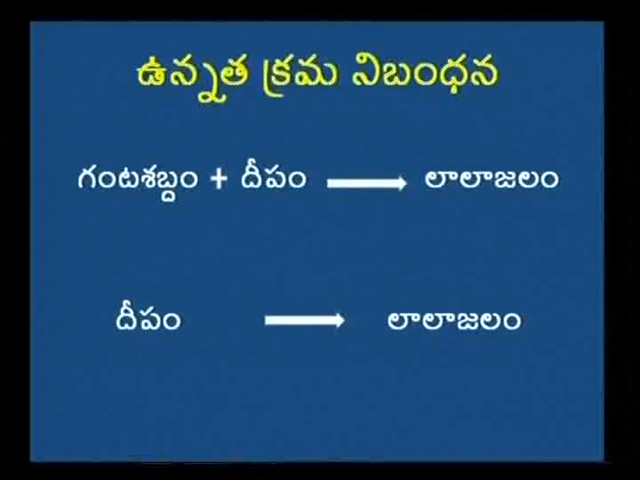 ఉన్నత క్రమ నిబంధన
గంటశబ్దం + దీపం → లాలాజలం
దీపం → లాలాజలం